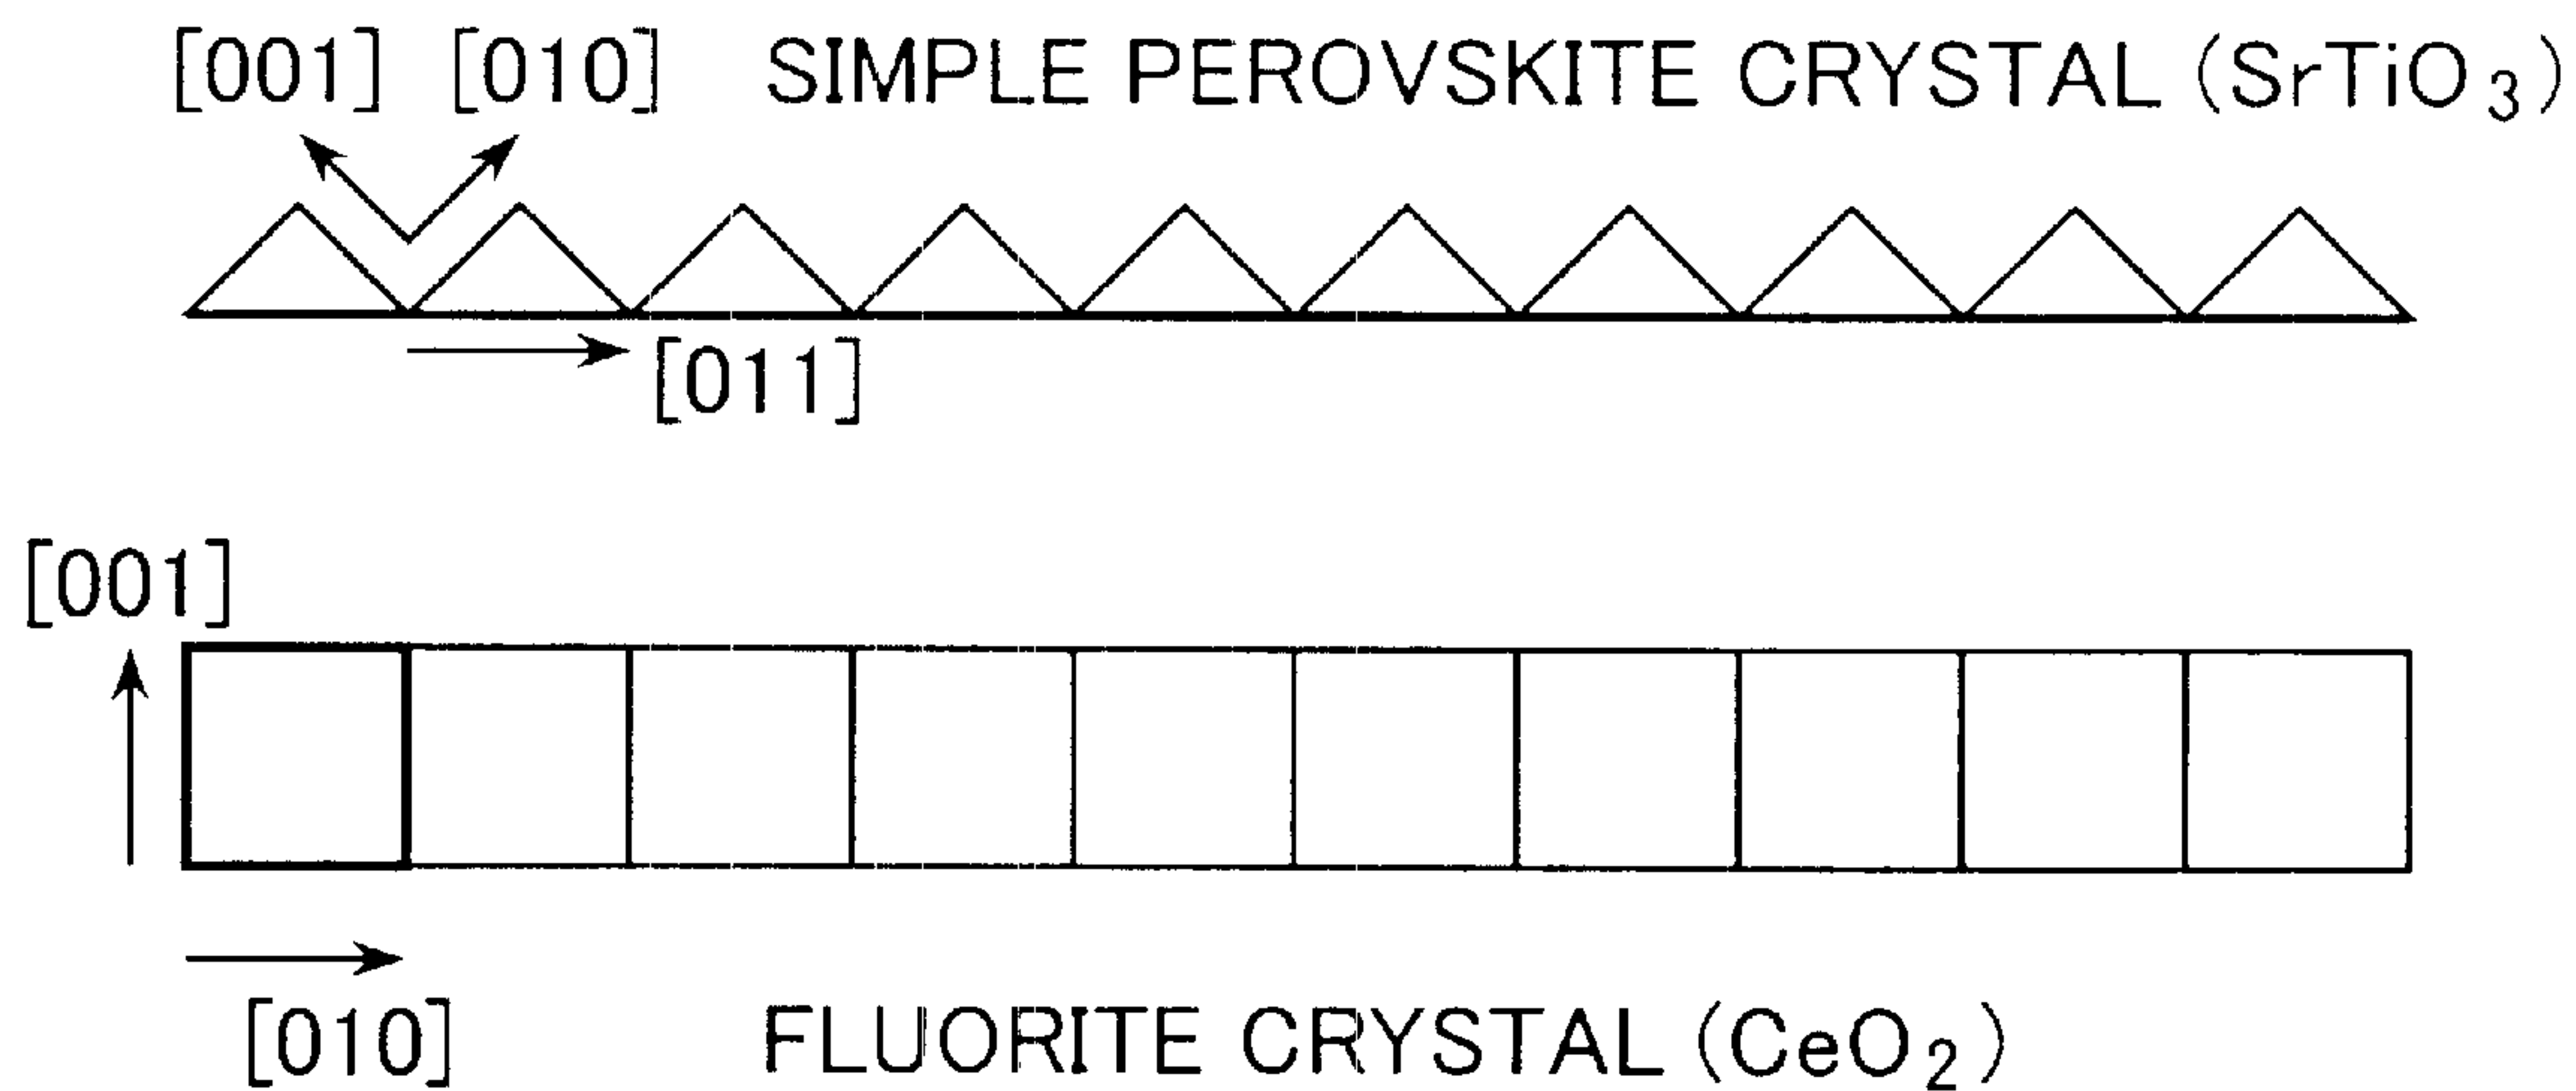 [001] [010] SIMPLE PEROVSKITE CRYSTAL (SrTiO3)
[011]
[001]
[010] FLUORITE CRYSTAL (CeO2)